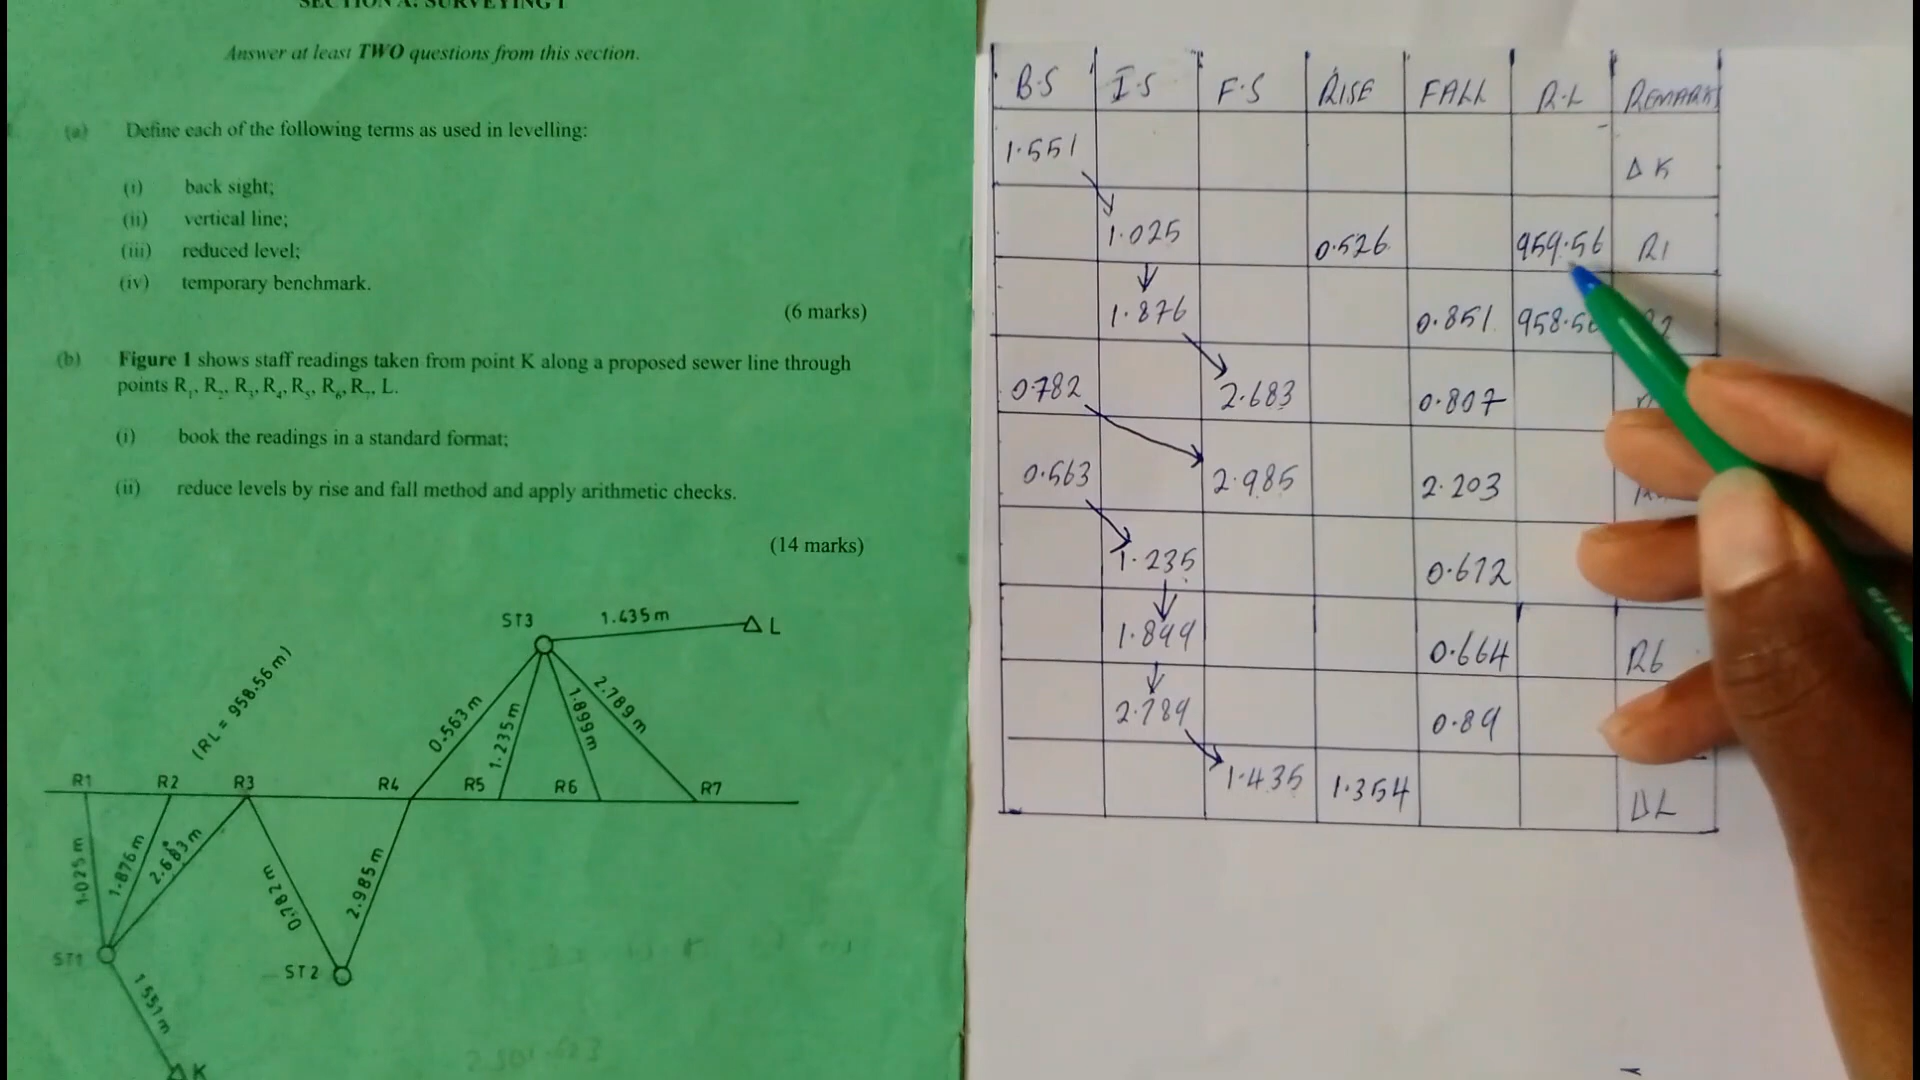 SECTION A: SURVEYING I
Answer at least TWO questions from this section.
(a) Define each of the following terms as used in levelling:
(i) back sight;
(ii) vertical line;
(iii) reduced level;
(iv) temporary benchmark.
(6 marks)
(b) Figure 1 shows staff readings taken from point K along a proposed sewer line through
points R₁, R₂, R₃, R₄, R₅, R₆, R₇, L.
(i) book the readings in a standard format;
(ii) reduce levels by rise and fall method and apply arithmetic checks.
(14 marks)
ST3 1.435 m Δ L
(RL = 958.56 m)
0.563 m 1.235 m 1.899 m 2.789 m
R1 R2 R3 R4 R5 R6 R7
1.025 m 1.876 m 2.683 m 0.782 m 2.985 m
ST1 ST2
1.551 m
Δ K
B.S I.S F.S RISE FALL R.L REMARKS
1.551 Δ K
1.025 0.526 959.56 R1
1.876 0.851 958.56
0.782 2.683 0.807
0.563 2.985 2.203
1.235 0.672
1.899 0.664 R6
2.789 0.89
1.435 1.354 ΔL